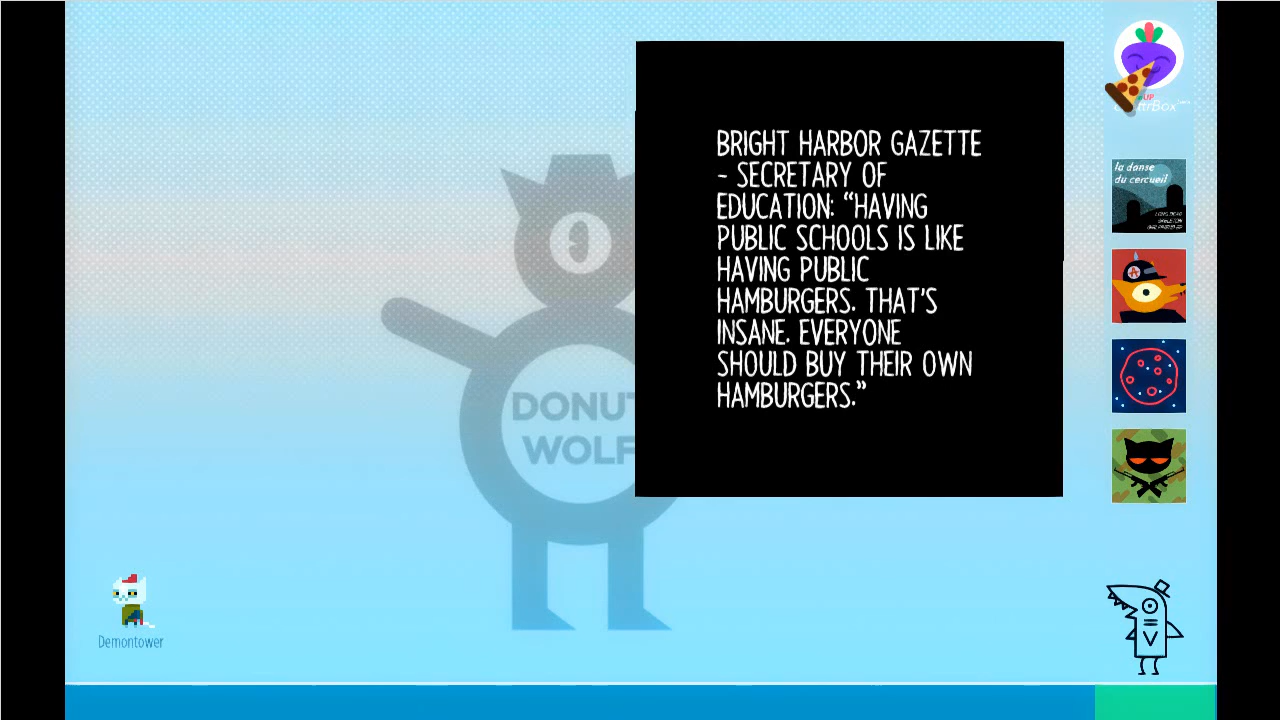 BRIGHT HARBOR GAZETTE
- SECRETARY OF
EDUCATION: “HAVING
PUBLIC SCHOOLS IS LIKE
HAVING PUBLIC
HAMBURGERS. THAT'S
INSANE. EVERYONE
SHOULD BUY THEIR OWN
HAMBURGERS.”
DONUT
WOLF
la danse
du cercueil
Demontower